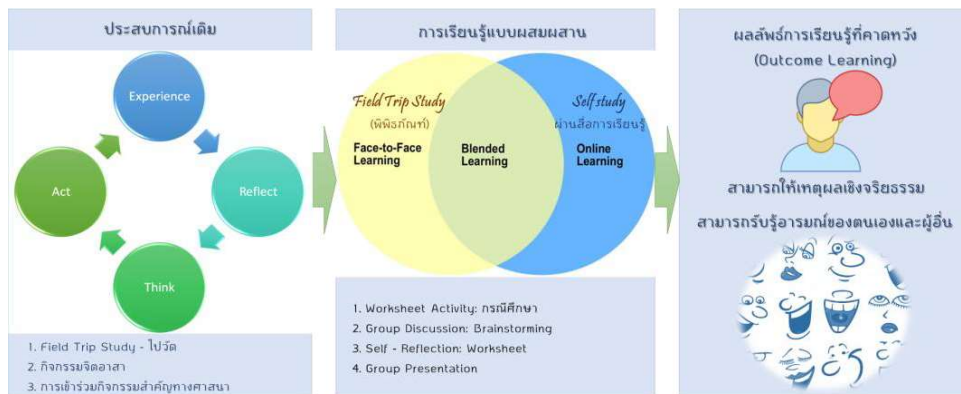 ประสบการณ์เดิม
Experience
Act
Reflect
Think
1. Field Trip Study - ไปวัด
2. กิจกรรมจิตอาสา
3. การเข้าร่วมกิจกรรมสำคัญทางศาสนา
การเรียนรู้แบบผสมผสาน
Field Trip Study
(พิพิธภัณฑ์)
Face-to-Face
Learning
Blended
Learning
Self study
ผ่านสื่อการเรียนรู้
Online
Learning
1. Worksheet Activity: กรณีศึกษา
2. Group Discussion: Brainstorming
3. Self - Reflection: Worksheet
4. Group Presentation
ผลลัพธ์การเรียนรู้ที่คาดหวัง
(Outcome Learning)
สามารถให้เหตุผลเชิงจริยธรรม
สามารถรับรู้อารมณ์ของตนเองและผู้อื่น